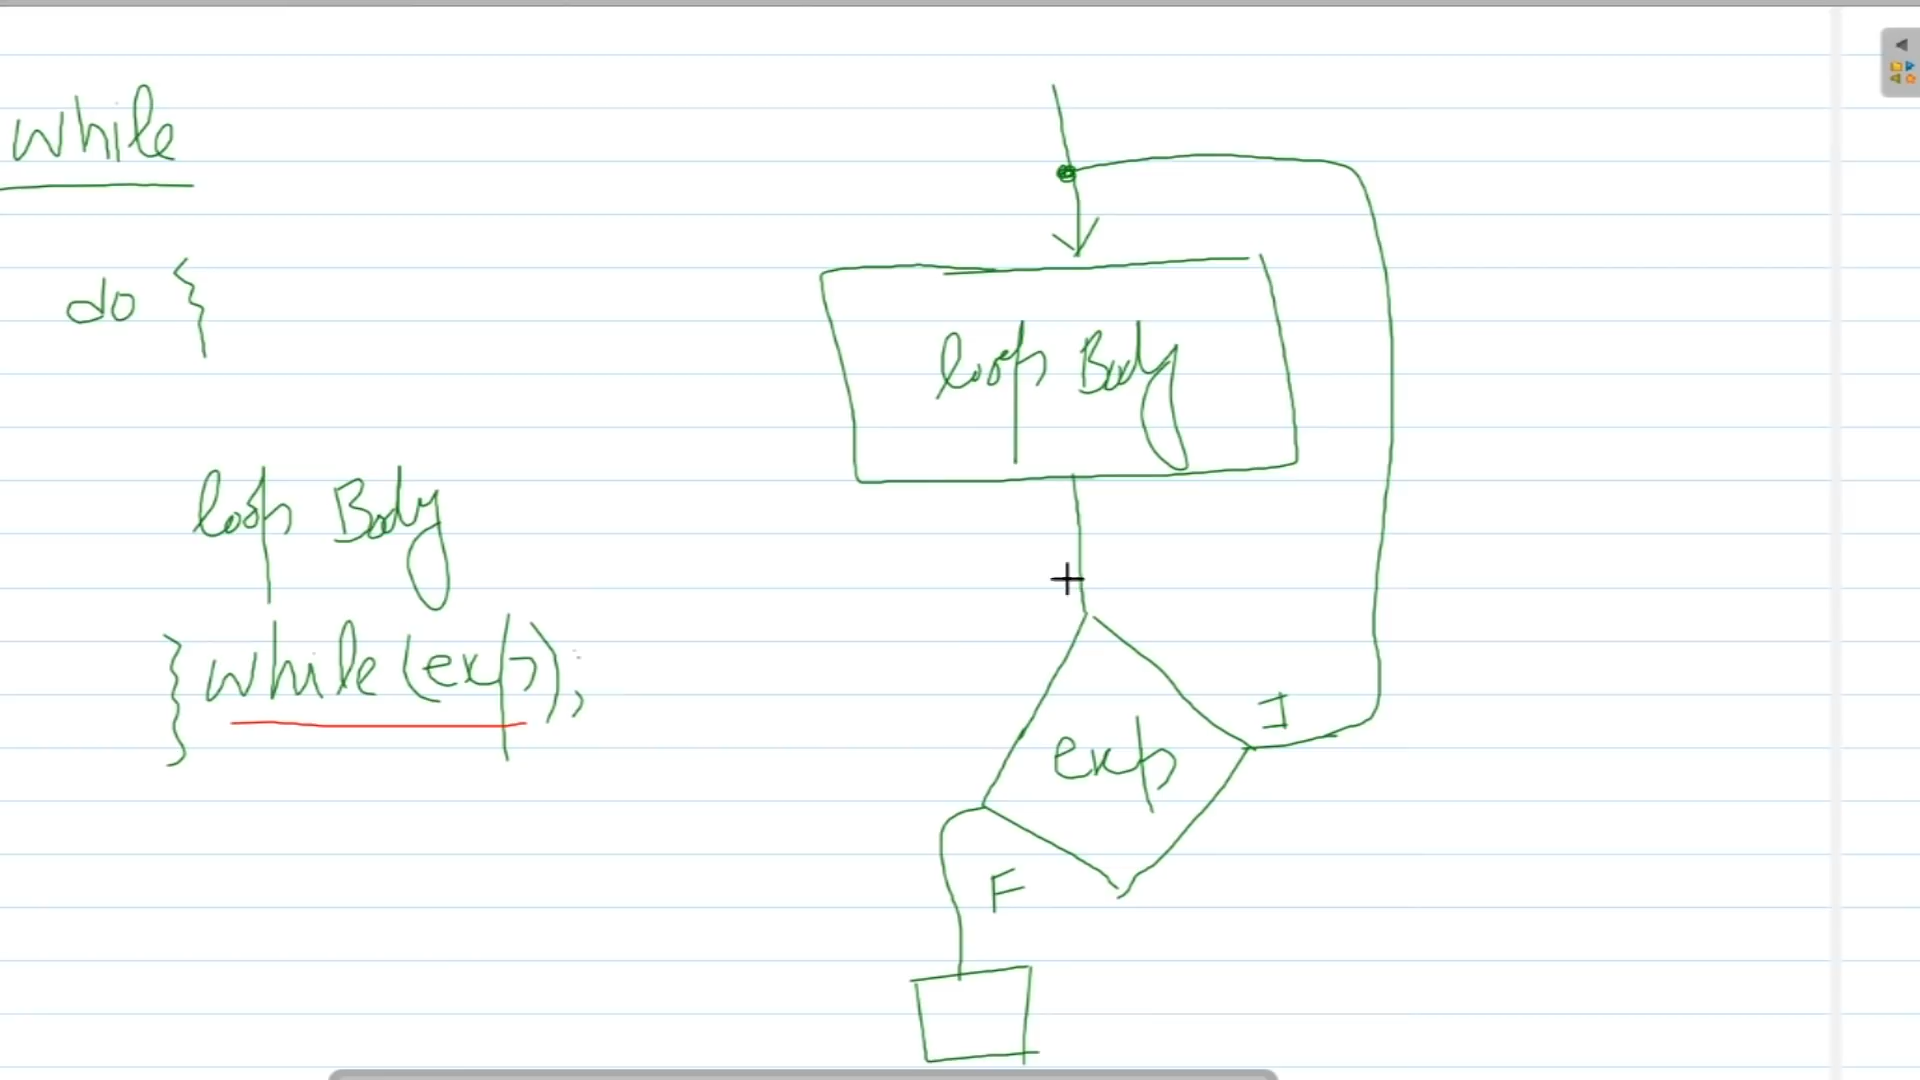 while
do {
loop Body
} while (exp);
loop Body
exp
T
F